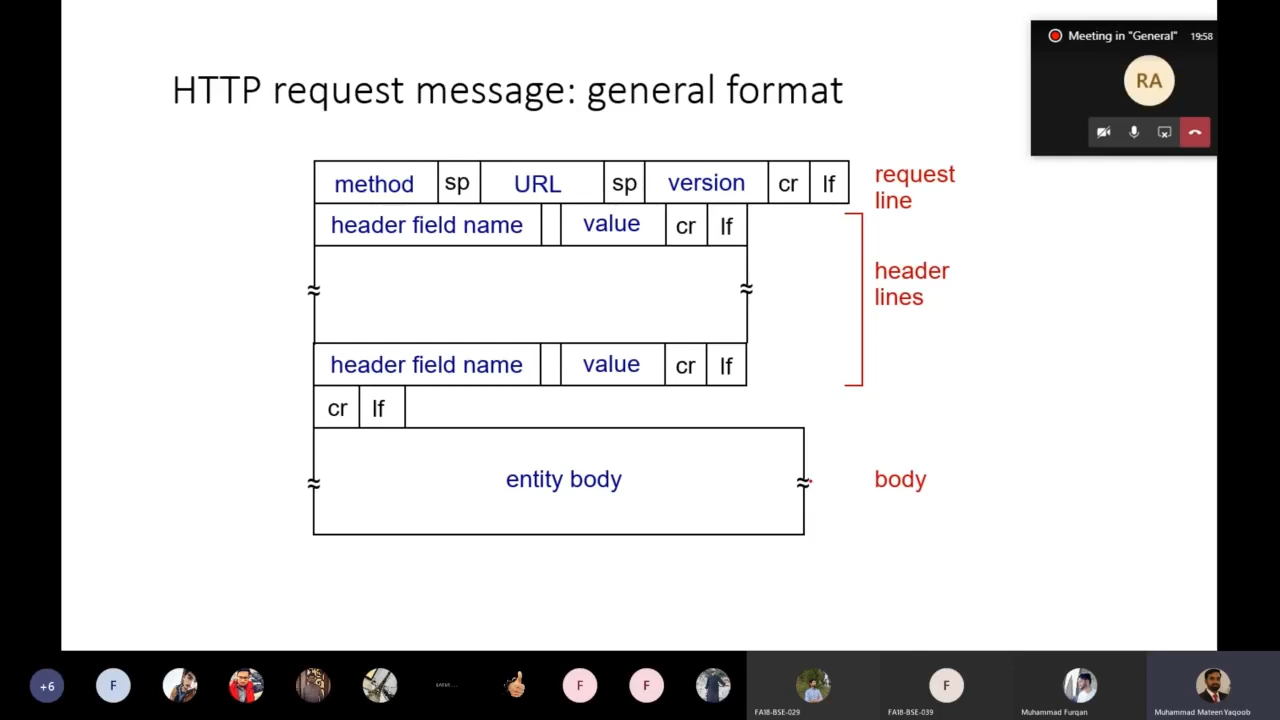 Meeting in "General" 19:58
RA
HTTP request message: general format
method sp URL sp version cr lf
request
line
header field name value cr lf
header
lines
header field name value cr lf
cr lf
entity body
body
+6
F
F
F
F
FA18-BSE-029
FA18-BSE-039
Muhammad Furqan
Muhammad Mateen Yaqoob